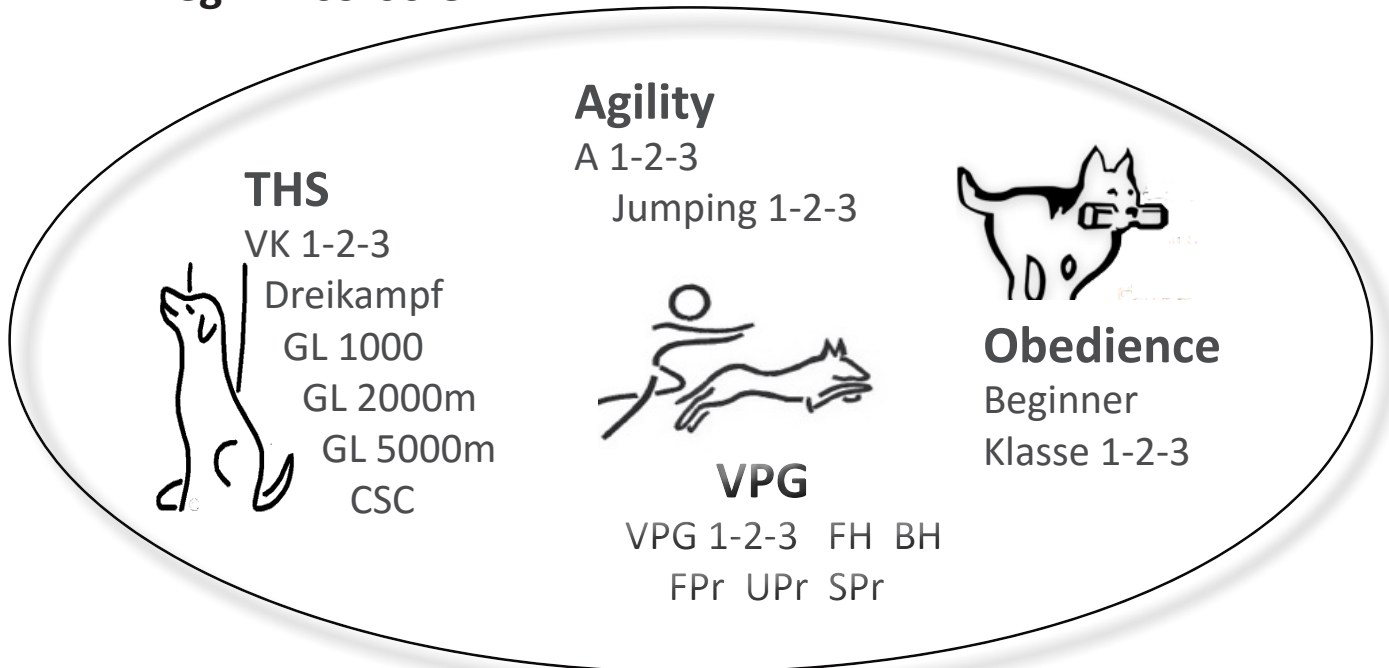 THS
VK 1-2-3
Dreikampf
GL 1000
GL 2000m
GL 5000m
CSC
Agility
A 1-2-3
Jumping 1-2-3
VPG
VPG 1-2-3 FH BH
FPr UPr SPr
Obedience
Beginner
Klasse 1-2-3